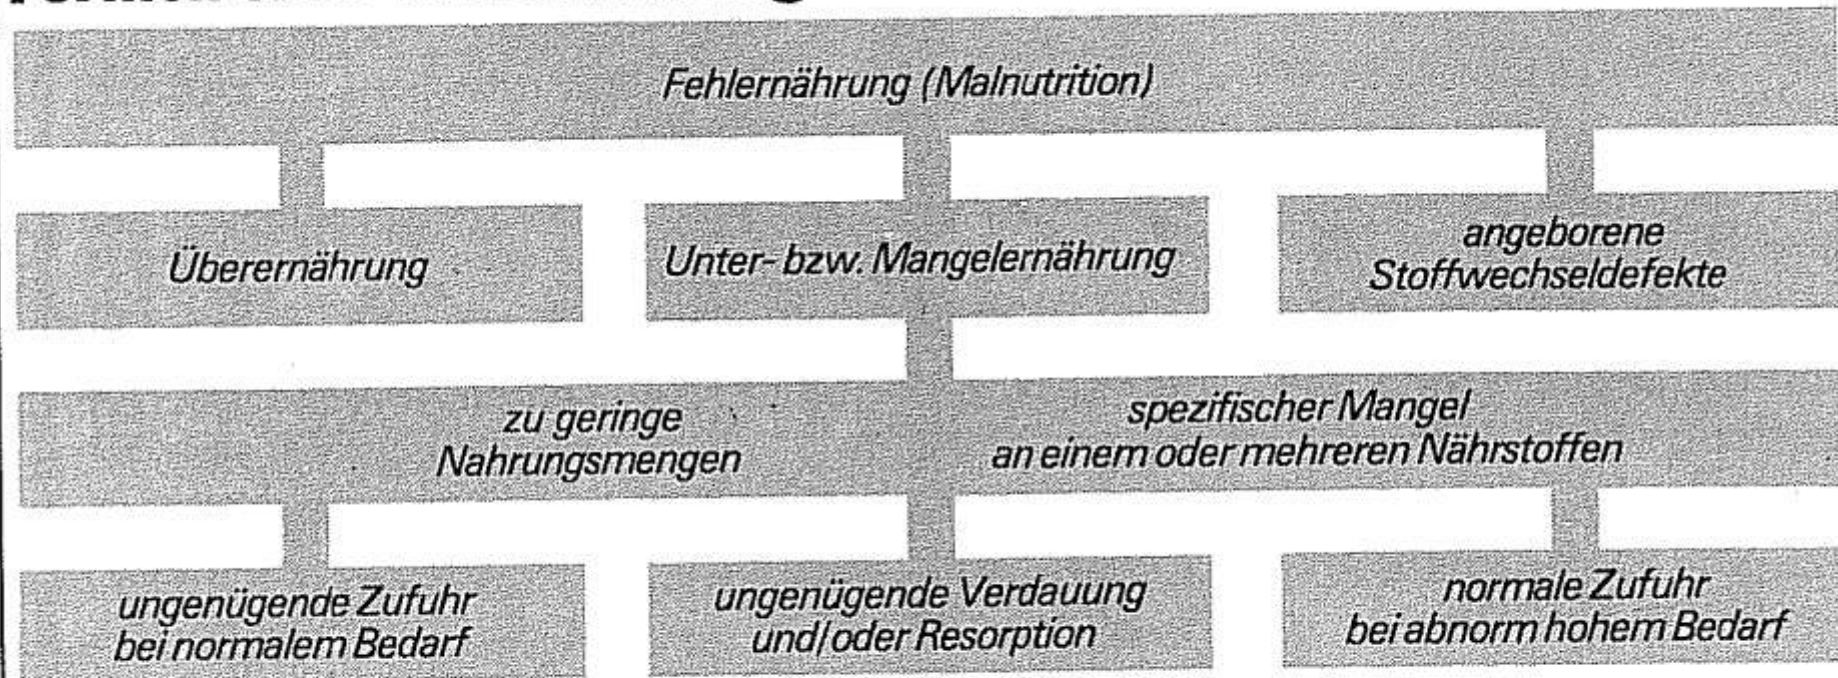 Fehlernährung (Malnutrition)
Überernährung
Unter- bzw. Mangelernährung
angeborene
Stoffwechseldefekte
zu geringe
Nahrungsmengen
spezifischer Mangel
an einem oder mehreren Nährstoffen
ungenügende Zufuhr
bei normalem Bedarf
ungenügende Verdauung
und/oder Resorption
normale Zufuhr
bei abnorm hohem Bedarf